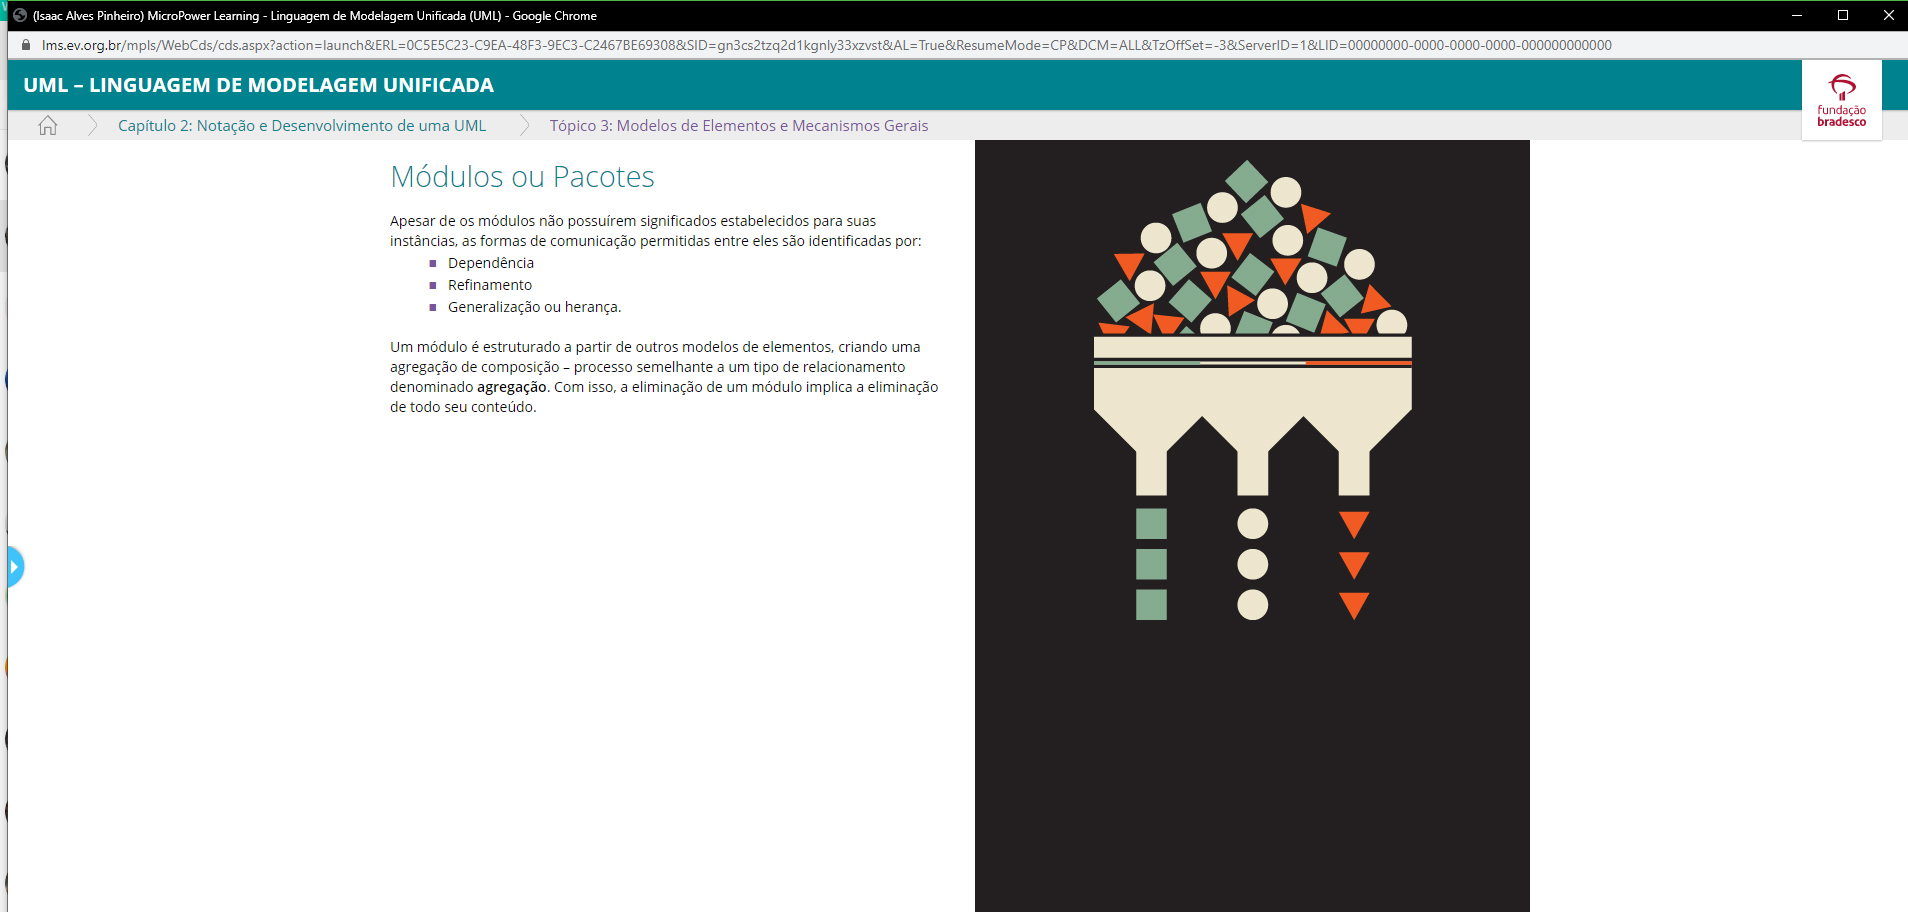 (Isaac Alves Pinheiro) MicroPower Learning - Linguagem de Modelagem Unificada (UML) - Google Chrome
lms.ev.org.br/mpls/WebCds/cds.aspx?action=launch&ERL=0C5E5C23-C9EA-48F3-9EC3-C2467BE69308&SID=gn3cs2tzq2d1kgnly33xzvst&AL=True&ResumeMode=CP&DCM=ALL&TzOffSet=-3&ServerID=1&LID=00000000-0000-0000-0000-000000000000
UML – LINGUAGEM DE MODELAGEM UNIFICADA
fundação
bradesco
Capítulo 2: Notação e Desenvolvimento de uma UML Tópico 3: Modelos de Elementos e Mecanismos Gerais
Módulos ou Pacotes
Apesar de os módulos não possuírem significados estabelecidos para suas
instâncias, as formas de comunicação permitidas entre eles são identificadas por:
Dependência
Refinamento
Generalização ou herança.
Um módulo é estruturado a partir de outros modelos de elementos, criando uma
agregação de composição – processo semelhante a um tipo de relacionamento
denominado agregação. Com isso, a eliminação de um módulo implica a eliminação
de todo seu conteúdo.